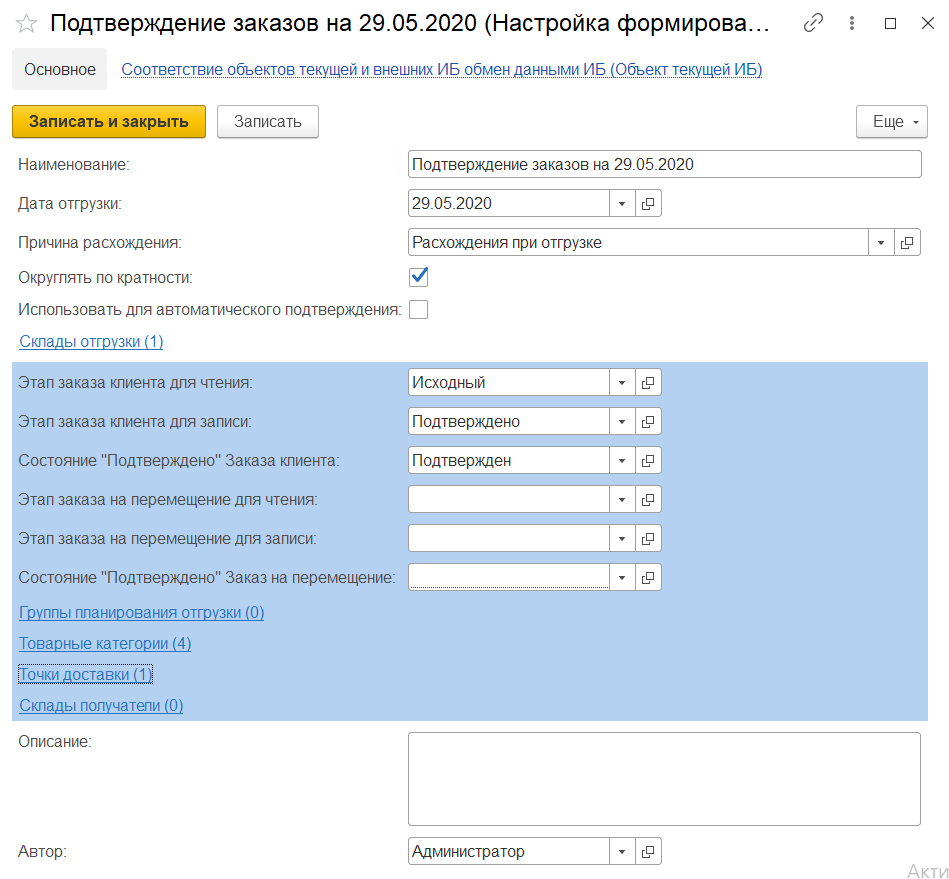 Подтверждение заказов на 29.05.2020 (Настройка формирова...
Основное Соответствие объектов текущей и внешних ИБ обмен данными ИБ (Объект текущей ИБ)
Записать и закрыть Записать Еще
Наименование: Подтверждение заказов на 29.05.2020
Дата отгрузки: 29.05.2020
Причина расхождения: Расхождения при отгрузке
Округлять по кратности:
Использовать для автоматического подтверждения:
Склады отгрузки (1)
Этап заказа клиента для чтения: Исходный
Этап заказа клиента для записи: Подтверждено
Состояние "Подтверждено" Заказа клиента: Подтвержден
Этап заказа на перемещение для чтения:
Этап заказа на перемещение для записи:
Состояние "Подтверждено" Заказ на перемещение:
Группы планирования отгрузки (0)
Товарные категории (4)
Точки доставки (1)
Склады получатели (0)
Описание:
Автор: Администратор
Акти